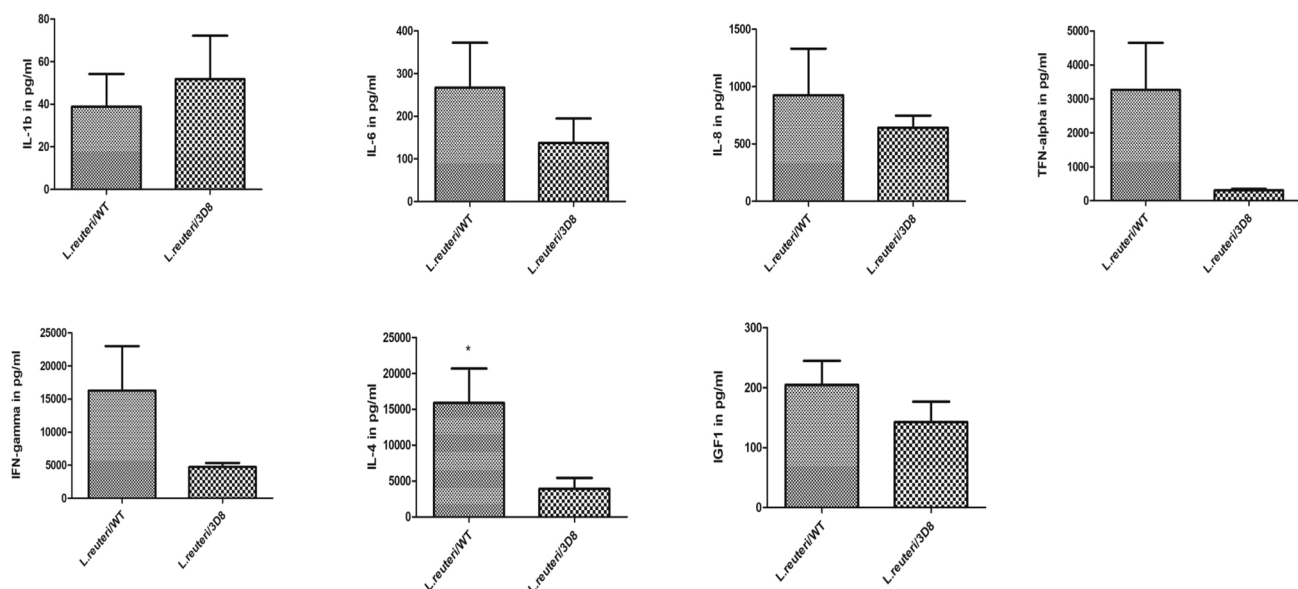 IL-1b in pg/ml
80
60
40
20
0
L.reuteri/WT
L.reuteri/3D8
IL-6 in pg/ml
400
300
200
100
0
L.reuteri/WT
L.reuteri/3D8
IL-8 in pg/ml
1500
1000
500
0
L.reuteri/WT
L.reuteri/3D8
TFN-alpha in pg/ml
5000
4000
3000
2000
1000
0
L.reuteri/WT
L.reuteri/3D8
IFN-gamma in pg/ml
25000
20000
15000
10000
5000
0
L.reuteri/WT
L.reuteri/3D8
IL-4 in pg/ml
25000
20000
15000
10000
5000
0
*
L.reuteri/WT
L.reuteri/3D8
IGF1 in pg/ml
300
200
100
0
L.reuteri/WT
L.reuteri/3D8